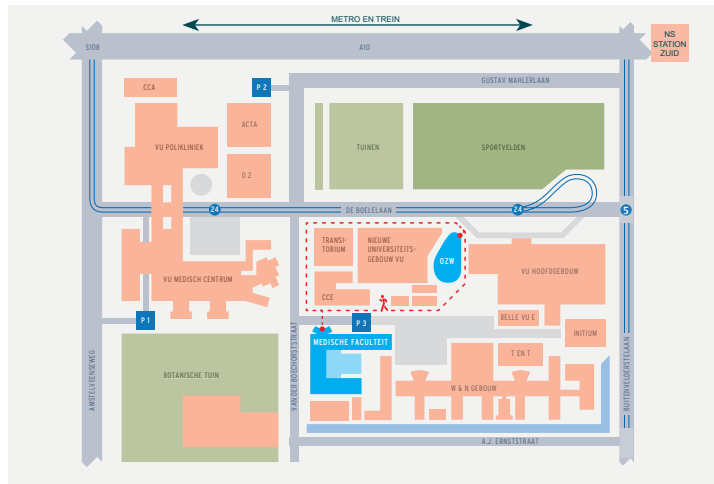 METRO EN TREIN
NS
STATION
ZUID
S108
A10
GUSTAV MAHLERLAAN
CCA
P 2
ACTA
VU POLIKLINIEK
O 2
TUINEN
SPORTVELDEN
24
DE BOELELAAN
24
5
TRANSI-
TORIUM
NIEUWE
UNIVERSITEITS-
GEBOUW VU
OZW
VU HOOFDGEBOUW
VU MEDISCH CENTRUM
CCE
P 1
P 3
BELLE VU E
INITIUM
MEDISCHE FACULTEIT
T EN T
BOTANISCHE TUIN
W & N GEBOUW
AMSTELVEENSEWEG
VAN DER BOECHORSTSTRAAT
BUITENVELDERTSELAAN
A.J. ERNSTSTRAAT